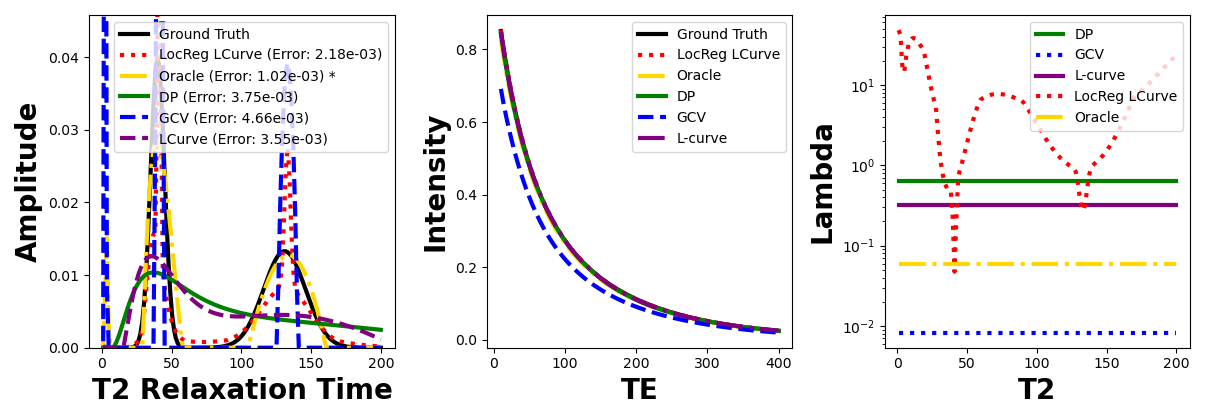 Amplitude
0.04
0.03
0.02
0.01
0.00
Ground Truth
LocReg LCurve (Error: 2.18e-03)
Oracle (Error: 1.02e-03) *
DP (Error: 3.75e-03)
GCV (Error: 4.66e-03)
LCurve (Error: 3.55e-03)
0 50 100 150 200
T2 Relaxation Time
Intensity
0.8
0.6
0.4
0.2
0.0
Ground Truth
LocReg LCurve
Oracle
DP
GCV
L-curve
0 100 200 300 400
TE
Lambda
10¹
10⁰
10⁻¹
10⁻²
DP
GCV
L-curve
LocReg LCurve
Oracle
0 50 100 150 200
T2